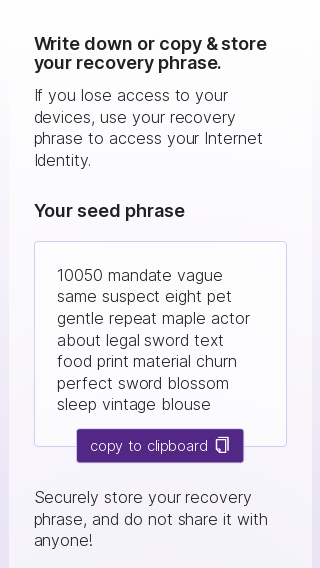 Write down or copy & store
your recovery phrase.
If you lose access to your
devices, use your recovery
phrase to access your Internet
Identity.
Your seed phrase
10050 mandate vague
same suspect eight pet
gentle repeat maple actor
about legal sword text
food print material churn
perfect sword blossom
sleep vintage blouse
copy to clipboard
Securely store your recovery
phrase, and do not share it with
anyone!